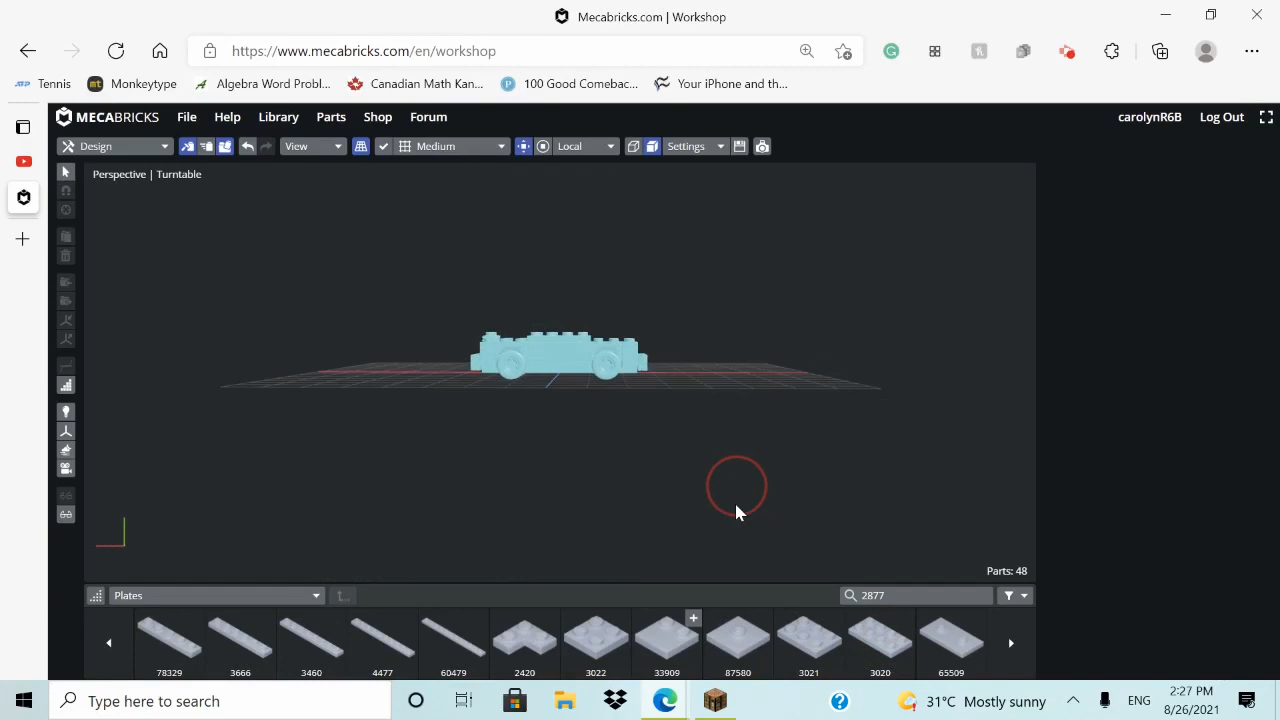 Mecabricks.com | Workshop
https://www.mecabricks.com/en/workshop
ATP Tennis
mt Monkeytype
Algebra Word Probl...
Canadian Math Kan...
P 100 Good Comebac...
Your iPhone and th...
MECABRICKS File Help Library Parts Shop Forum carolynR6B Log Out
Design View Medium Local Settings
Perspective | Turntable
Parts: 48
Plates 2877
78329 3666 3460 4477 60479 2420 3022 33909 87580 3021 3020 65509
Type here to search
31°C Mostly sunny
ENG
2:27 PM
8/26/2021